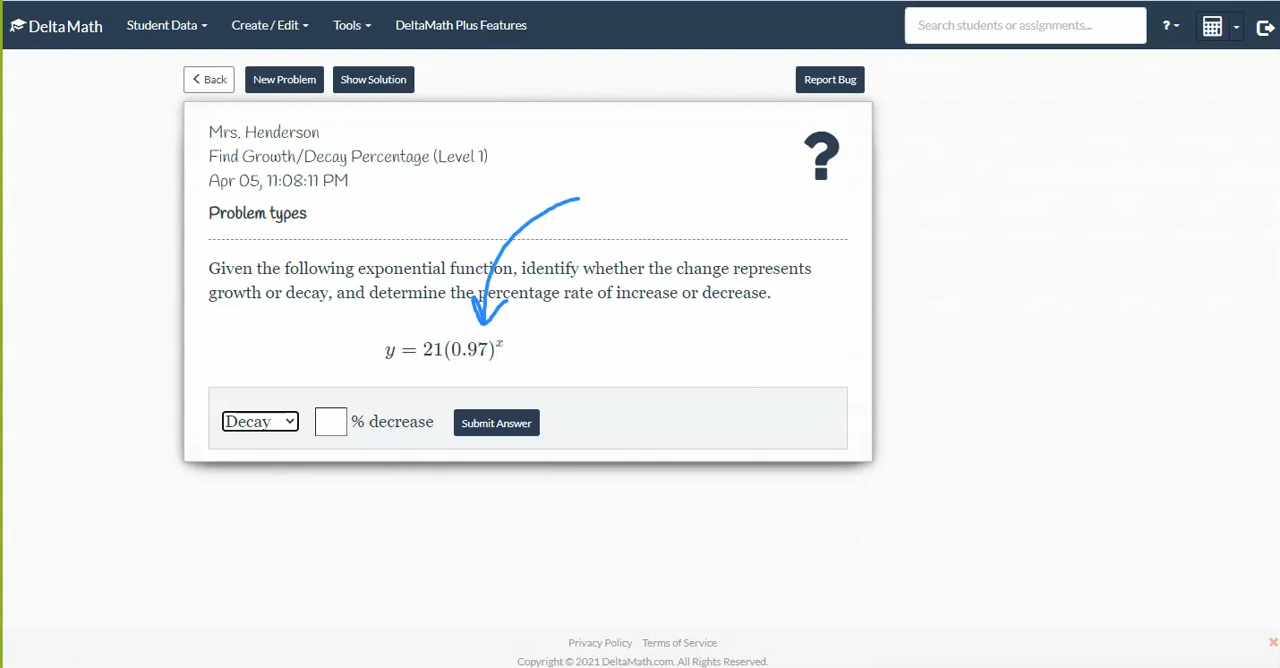 DeltaMath Student Data Create / Edit Tools DeltaMath Plus Features Search students or assignments... ?
Back New Problem Show Solution Report Bug
Mrs. Henderson
Find Growth/Decay Percentage (Level 1)
Apr 05, 11:08:11 PM
?
Problem types
Given the following exponential function, identify whether the change represents
growth or decay, and determine the percentage rate of increase or decrease.
y = 21(0.97)^x
Decay % decrease Submit Answer
Privacy Policy Terms of Service
Copyright © 2021 DeltaMath.com. All Rights Reserved.